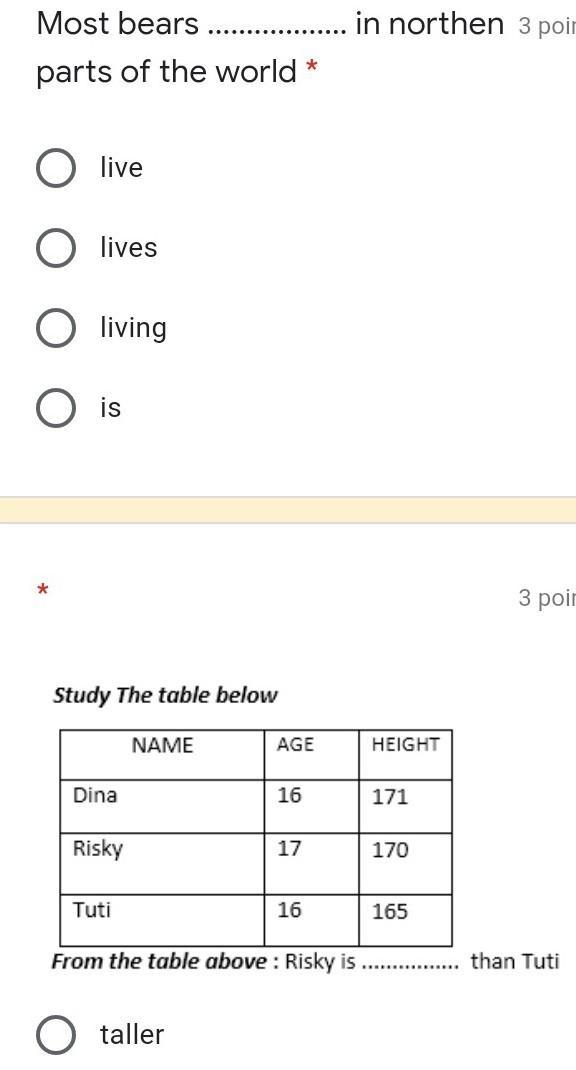 Most bears .................. in northen 3 poi
parts of the world *
live
lives
living
is
*
3 poi
Study The table below
NAME AGE HEIGHT
Dina 16 171
Risky 17 170
Tuti 16 165
From the table above : Risky is ................ than Tuti
taller